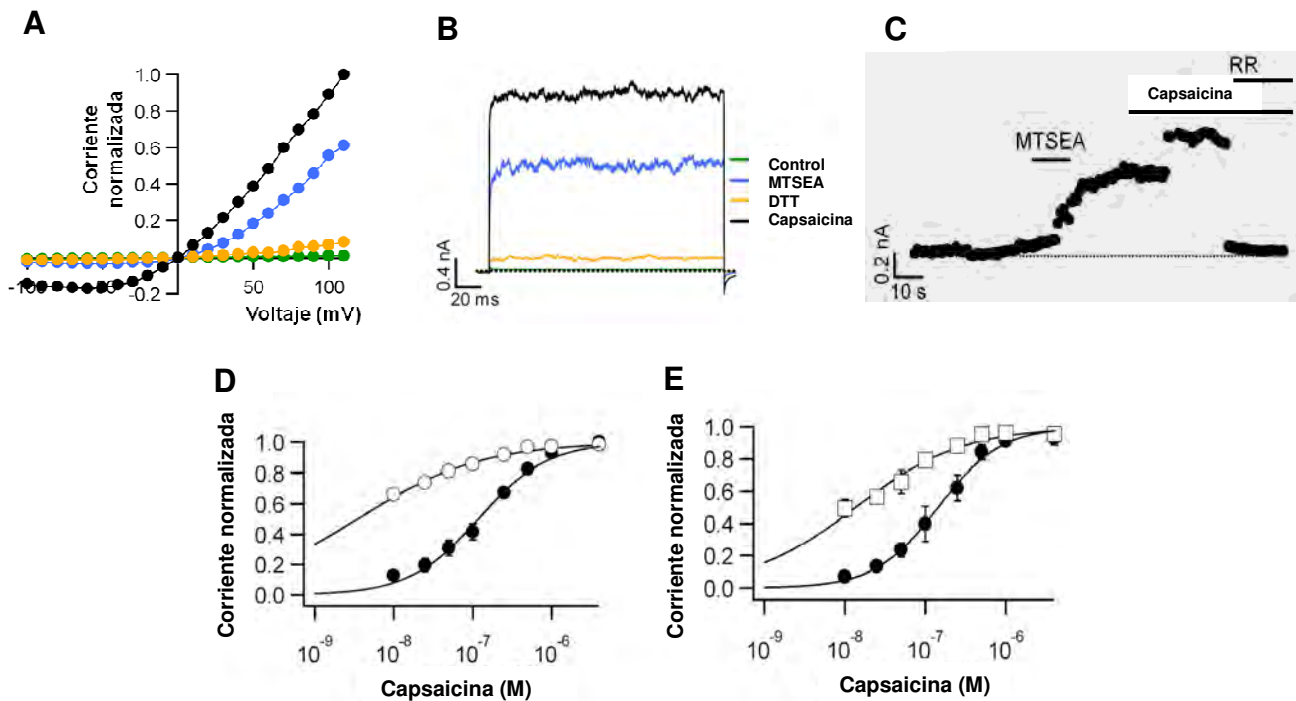 A
Corriente
normalizada
1.0
0.8
0.6
0.4
0.2
-0.2
50
100
Voltaje (mV)
B
0.4 nA
20 ms
Control
MTSEA
DTT
Capsaicina
C
RR
Capsaicina
MTSEA
0.2 nA
10 s
D
Corriente normalizada
1.0
0.8
0.6
0.4
0.2
0.0
10-9
10-8
10-7
10-6
Capsaicina (M)
E
Corriente normalizada
1.0
0.8
0.6
0.4
0.2
0.0
10-9
10-8
10-7
10-6
Capsaicina (M)